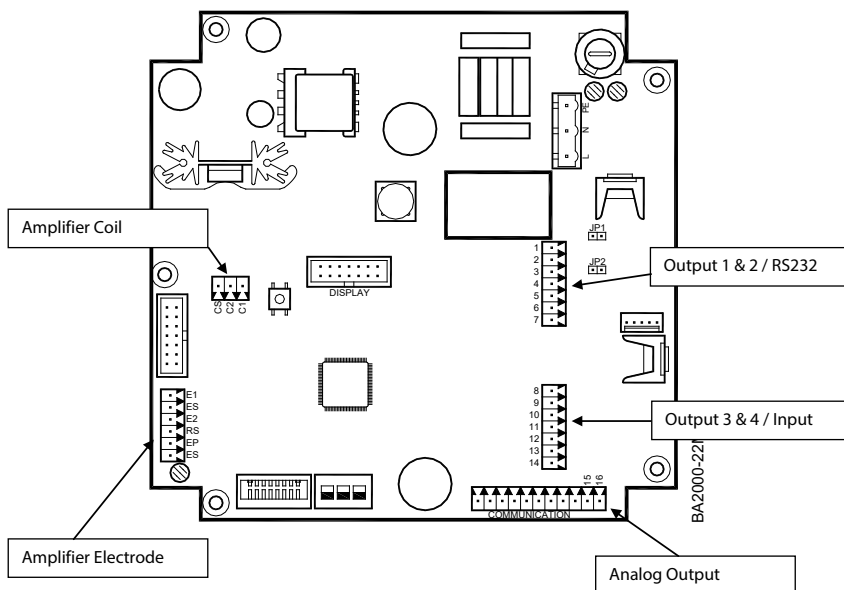 PE
N
L
Amplifier Coil
JP1
1
2
3
4
5
6
7
JP2
Output 1 & 2 / RS232
DISPLAY
CS
C2
C1
E1
ES
E2
RS
EP
ES
8
9
10
11
12
13
14
Output 3 & 4 / Input
15
16
COMMUNICATION
Amplifier Electrode
Analog Output